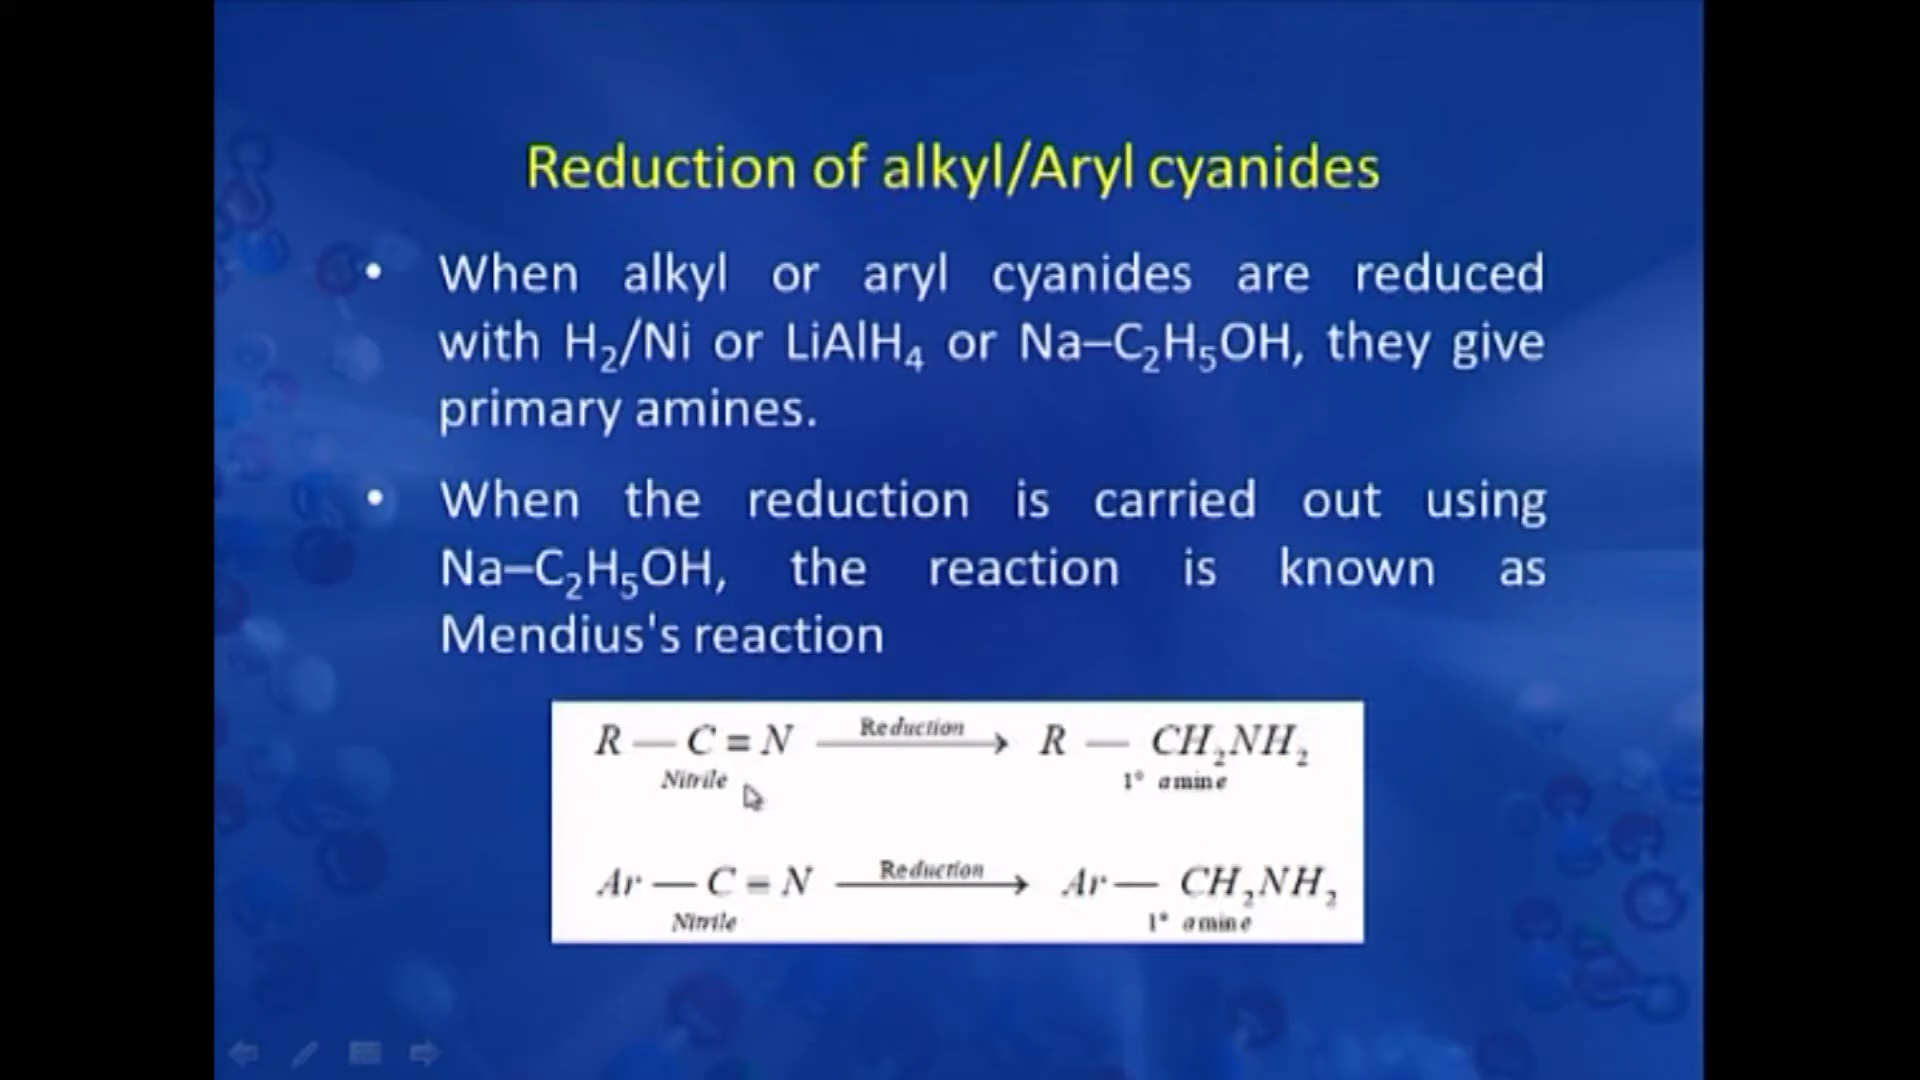 Reduction of alkyl/Aryl cyanides
• When alkyl or aryl cyanides are reduced
with H₂/Ni or LiAlH₄ or Na–C₂H₅OH, they give
primary amines.
• When the reduction is carried out using
Na–C₂H₅OH, the reaction is known as
Mendius's reaction
R — C ≡ N Reduction → R — CH₂NH₂
Nitrile 1° amine
Ar — C ≡ N Reduction → Ar — CH₂NH₂
Nitrile 1° amine